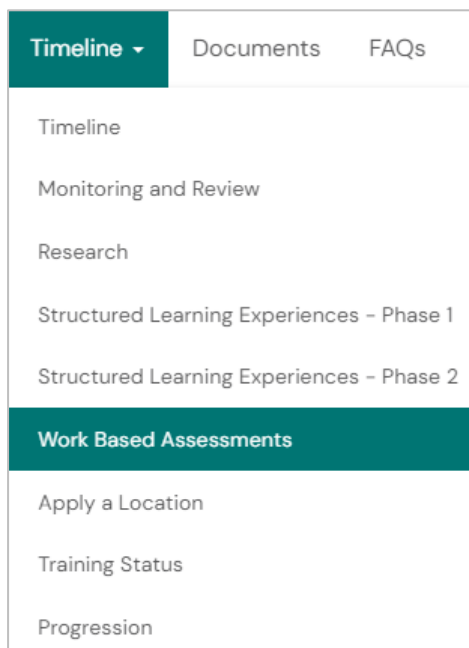 Timeline Documents FAQs
Timeline
Monitoring and Review
Research
Structured Learning Experiences - Phase 1
Structured Learning Experiences - Phase 2
Work Based Assessments
Apply a Location
Training Status
Progression